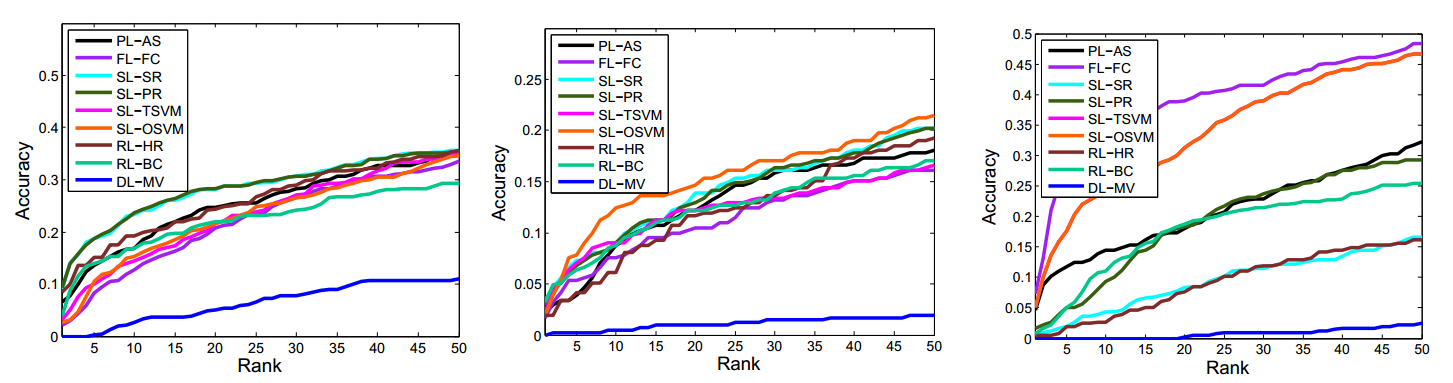 PL-AS
FL-FC
SL-SR
SL-PR
SL-TSVM
SL-OSVM
RL-HR
RL-BC
DL-MV
0.5
0.4
0.3
0.2
0.1
0
5 10 15 20 25 30 35 40 45 50
Accuracy
Rank
PL-AS
FL-FC
SL-SR
SL-PR
SL-TSVM
SL-OSVM
RL-HR
RL-BC
DL-MV
0.25
0.2
0.15
0.1
0.05
0
5 10 15 20 25 30 35 40 45 50
Accuracy
Rank
PL-AS
FL-FC
SL-SR
SL-PR
SL-TSVM
SL-OSVM
RL-HR
RL-BC
DL-MV
0.5
0.45
0.4
0.35
0.3
0.25
0.2
0.15
0.1
0.05
0
5 10 15 20 25 30 35 40 45 50
Accuracy
Rank